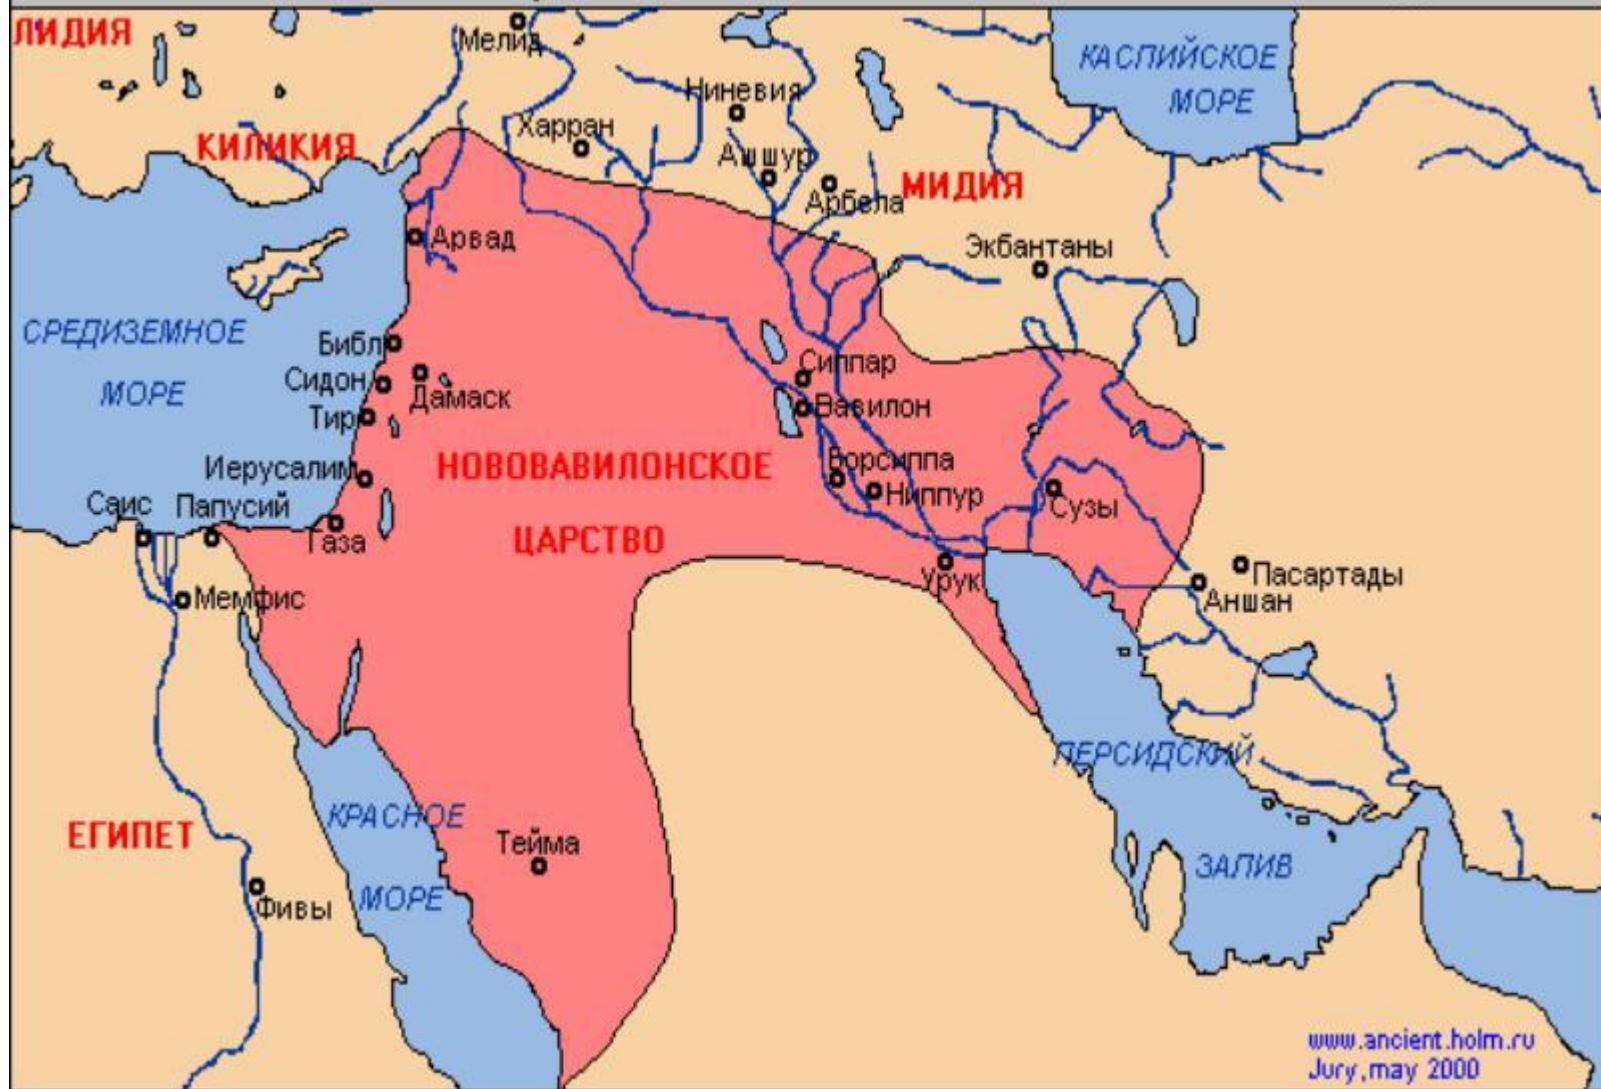 ЛИДИЯ
Мелид
КАСПИЙСКОЕ
МОРЕ
Ниневия
Харран
КИЛИКИЯ
Ашшур
МИДИЯ
Арбела
Арвад
Экбантаны
СРЕДИЗЕМНОЕ
МОРЕ
Библ
Сиппар
Сидон
Дамаск
Вавилон
Тир
Иерусалим
НОВОВАВИЛОНСКОЕ
ЦАРСТВО
Борсиппа
Ниппур
Сузы
Саис
Папусий
Газа
Урук
Пасартады
Аншан
Мемфис
ПЕРСИДСКИЙ
ЗАЛИВ
КРАСНОЕ
МОРЕ
ЕГИПЕТ
Тейма
Фивы
www.ancient.holm.ru
Jury,may 2000